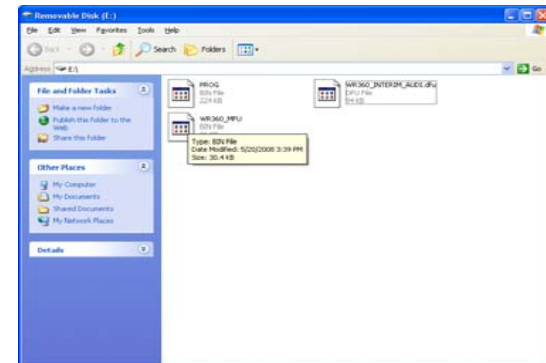 Removable Disk (E:)
File Edit View Favorites Tools Help
Back Search Folders
Address E:\ Go
File and Folder Tasks
Make a new folder
Publish this folder to the Web
Share this folder
Other Places
My Computer
My Documents
Shared Documents
My Network Places
Details
PROG
BIN File
224 KB
WR360_INTERIM_AUDI.dfu
DFU File
94 KB
WR360_MFU
BIN File
Type: BIN File
Date Modified: 5/20/2008 3:39 PM
Size: 30.4 KB